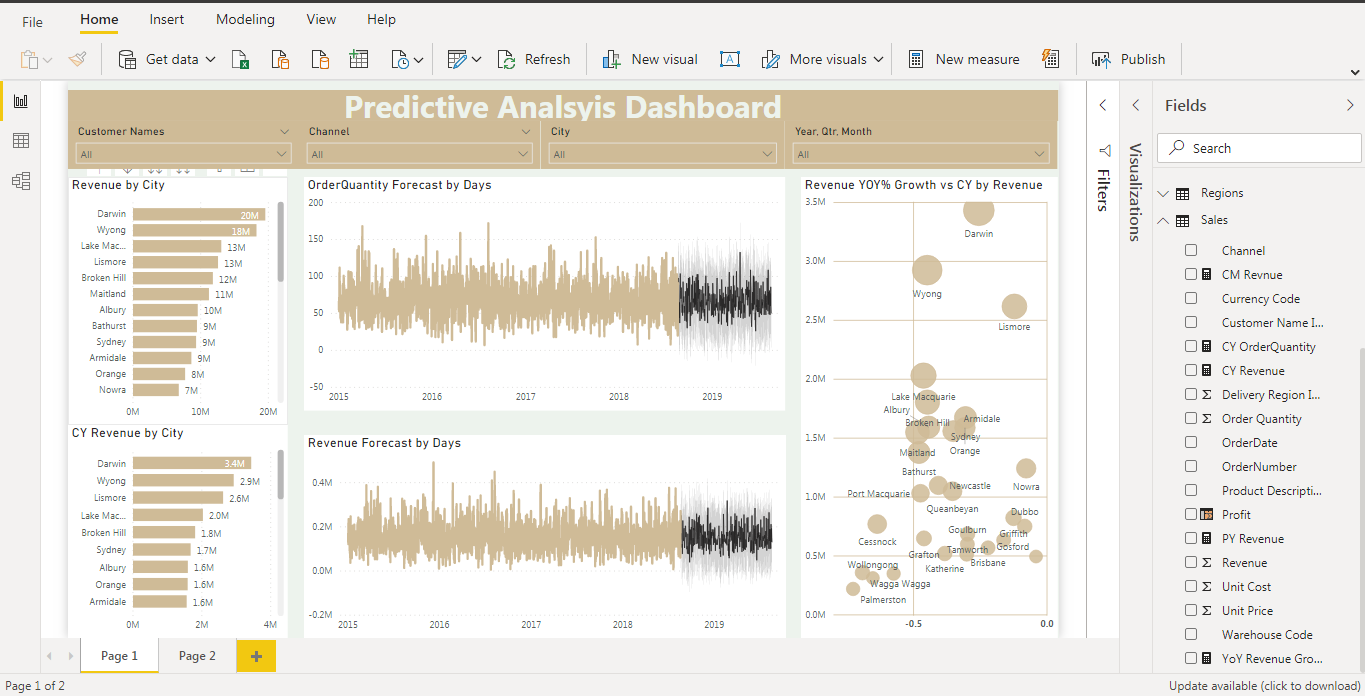 File Home Insert Modeling View Help
Get data Refresh New visual More visuals New measure Publish
Predictive Analsyis Dashboard
Customer Names Channel City Year, Qtr, Month
All All All All
Revenue by City
Darwin 20M
Wyong 18M
Lake Mac... 13M
Lismore 13M
Broken Hill 12M
Maitland 11M
Albury 10M
Bathurst 9M
Sydney 9M
Armidale 9M
Orange 8M
Nowra 7M
0M 10M 20M
CY Revenue by City
Darwin 3.4M
Wyong 2.9M
Lismore 2.6M
Lake Mac... 2.0M
Broken Hill 1.8M
Sydney 1.7M
Albury 1.6M
Orange 1.6M
Armidale 1.6M
0M 2M 4M
OrderQuantity Forecast by Days
200
150
100
50
0
-50
2015 2016 2017 2018 2019
Revenue Forecast by Days
0.4M
0.2M
0.0M
-0.2M
2015 2016 2017 2018 2019
Revenue YOY% Growth vs CY by Revenue
3.5M
Darwin
3.0M
Wyong
2.5M
Lismore
2.0M
Lake Macquarie
Albury
Armidale
Broken Hill
1.5M
Sydney
Maitland
Orange
Bathurst
Nowra
Newcastle
Port Macquarie
1.0M
Queanbeyan
Dubbo
Goulburn
Griffith
Cessnock
Gosford
Tamworth
Grafton
0.5M
Brisbane
Wollongong
Katherine
Wagga Wagga
Palmerston
0.0M
-0.5 0.0
Filters
Visualizations
Fields
Search
Regions
Sales
Channel
CM Revnue
Currency Code
Customer Name I...
CY OrderQuantity
CY Revenue
Delivery Region I...
Order Quantity
OrderDate
OrderNumber
Product Descripti...
Profit
PY Revenue
Revenue
Unit Cost
Unit Price
Warehouse Code
YoY Revenue Gro...
Page 1 Page 2
Page 1 of 2 Update available (click to download)